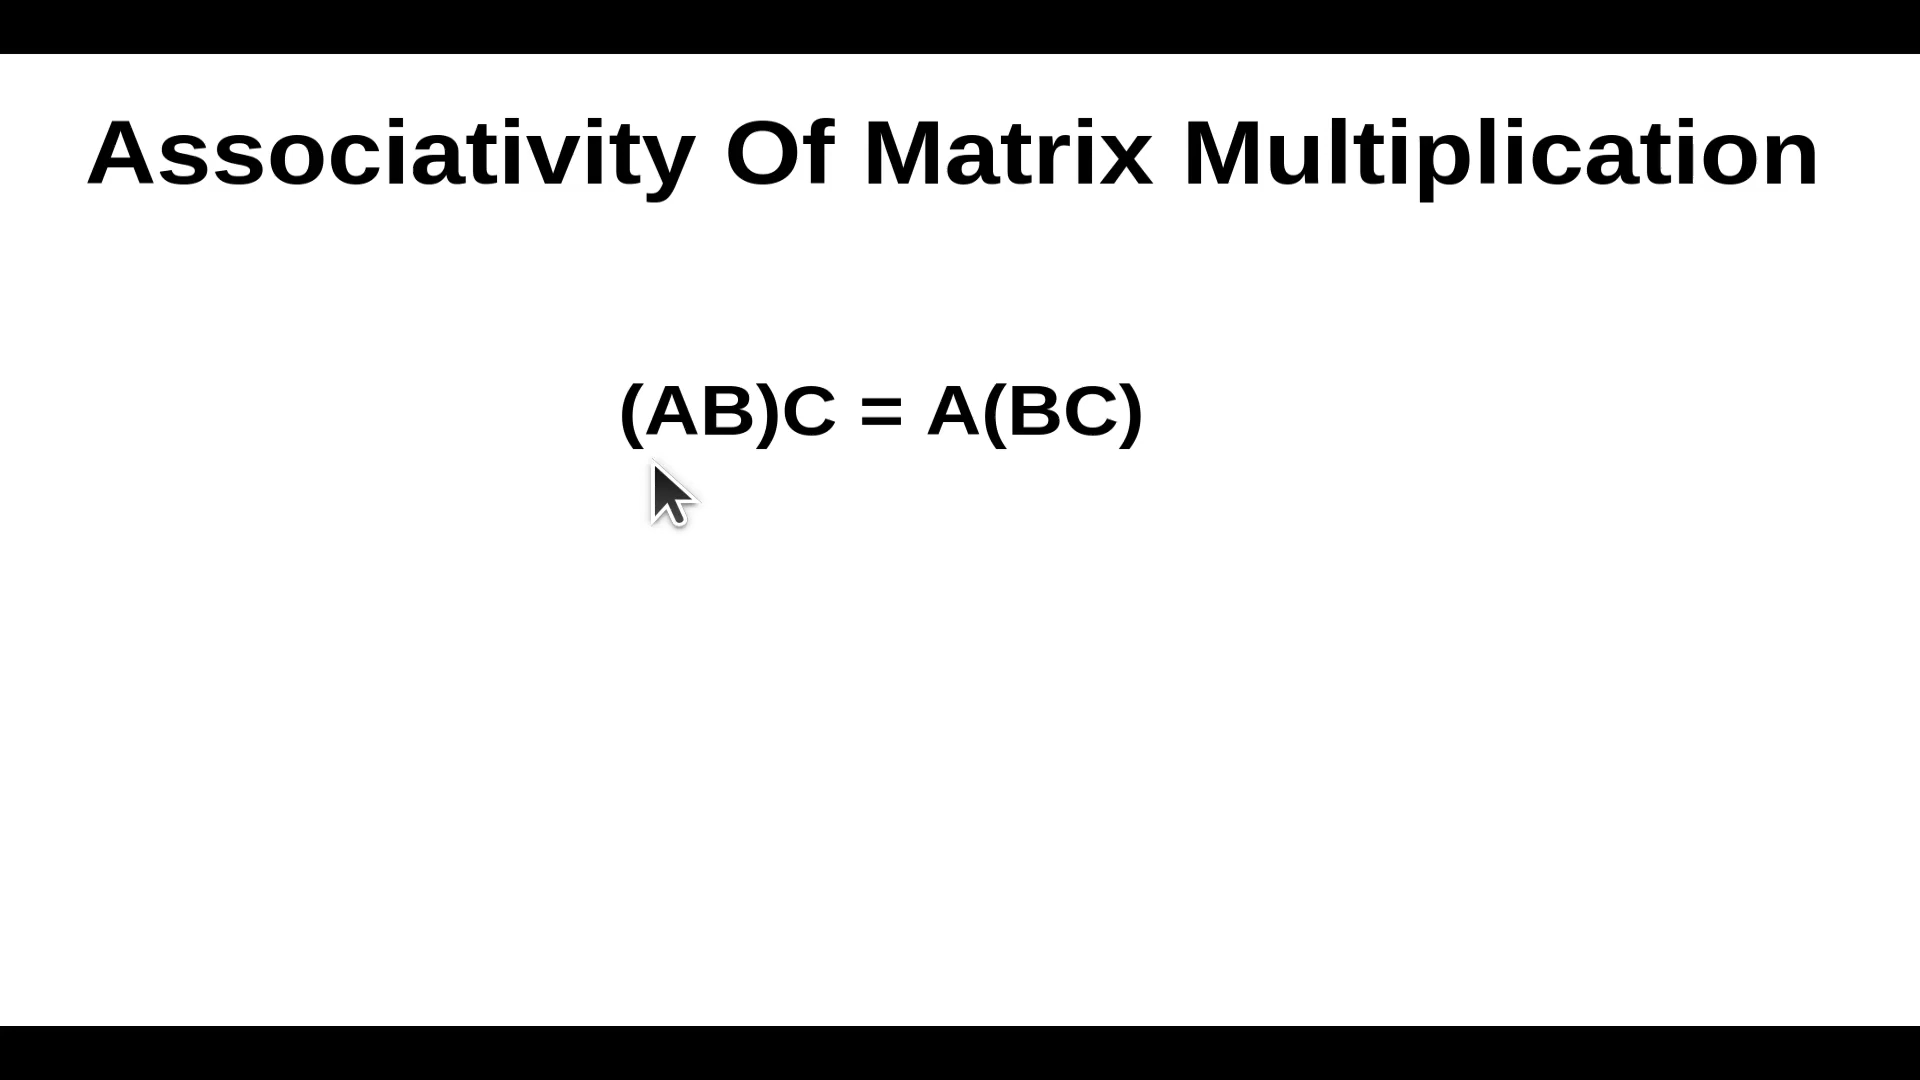 Associativity Of Matrix Multiplication
(AB)C = A(BC)